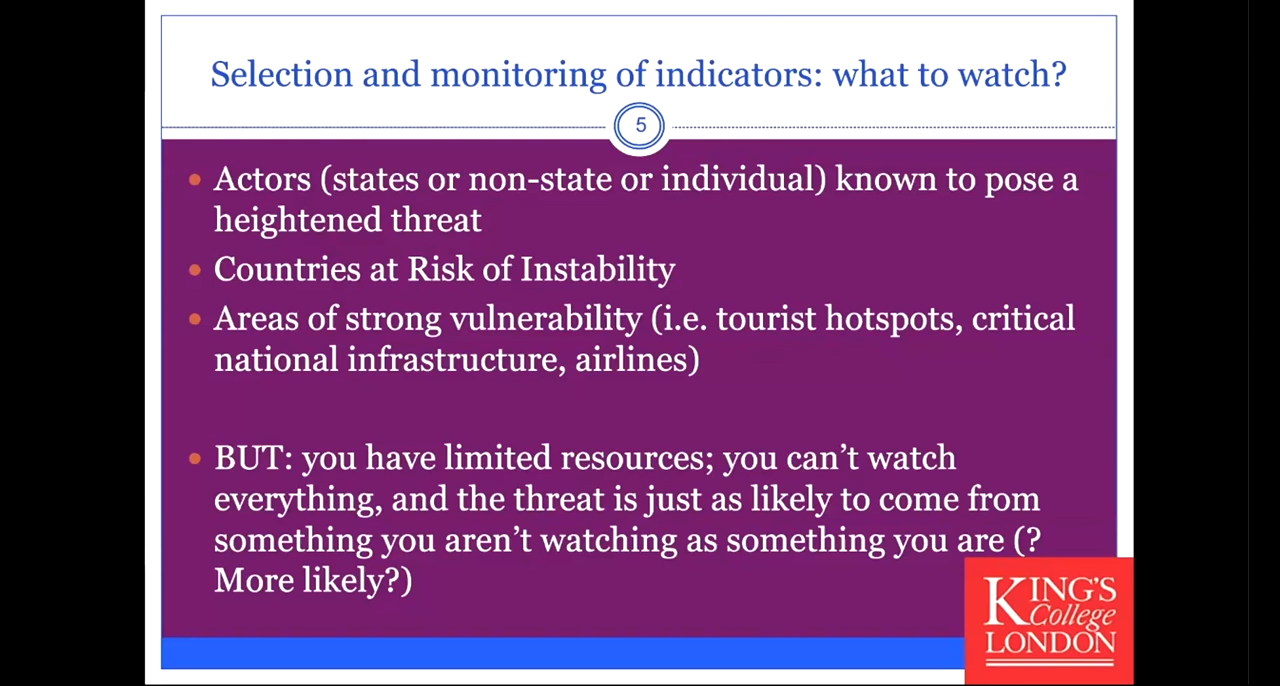 Selection and monitoring of indicators: what to watch?
5
• Actors (states or non-state or individual) known to pose a
heightened threat
• Countries at Risk of Instability
• Areas of strong vulnerability (i.e. tourist hotspots, critical
national infrastructure, airlines)
• BUT: you have limited resources; you can’t watch
everything, and the threat is just as likely to come from
something you aren’t watching as something you are (?
More likely?)
KING'S
College
LONDON